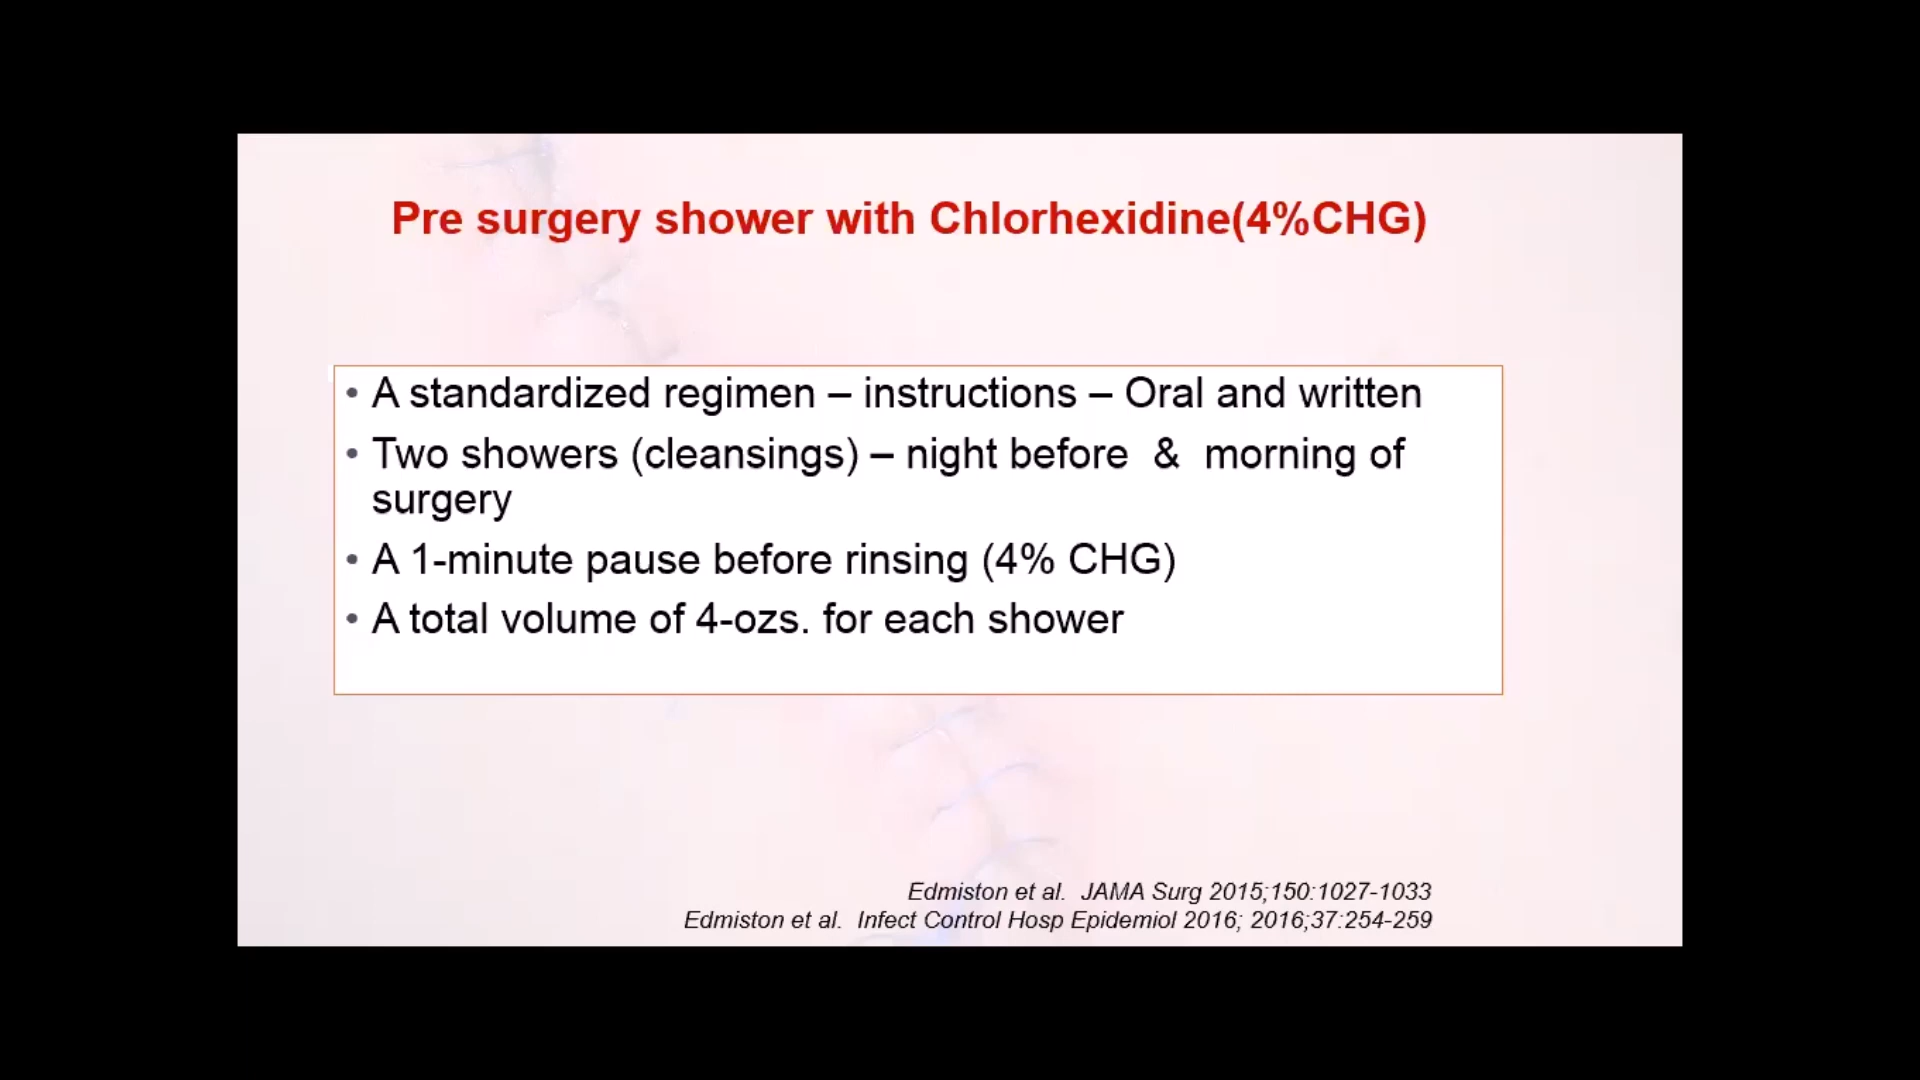 Pre surgery shower with Chlorhexidine(4%CHG)
• A standardized regimen – instructions – Oral and written
• Two showers (cleansings) – night before & morning of
surgery
• A 1-minute pause before rinsing (4% CHG)
• A total volume of 4-ozs. for each shower
Edmiston et al. JAMA Surg 2015;150:1027-1033
Edmiston et al. Infect Control Hosp Epidemiol 2016; 2016;37:254-259